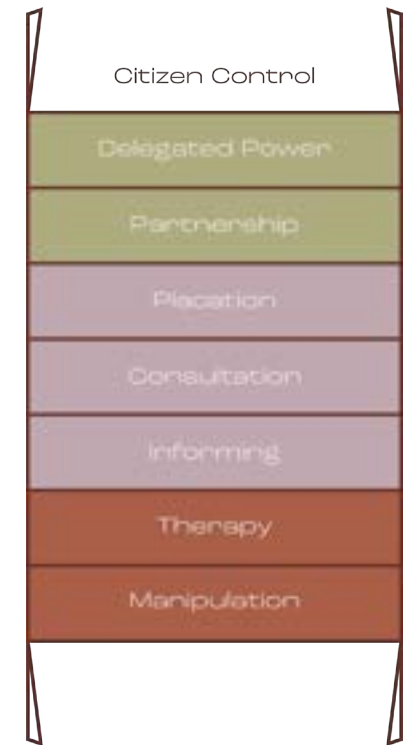 Citizen Control
Delegated Power
Partnership
Placation
Consultation
Informing
Therapy
Manipulation